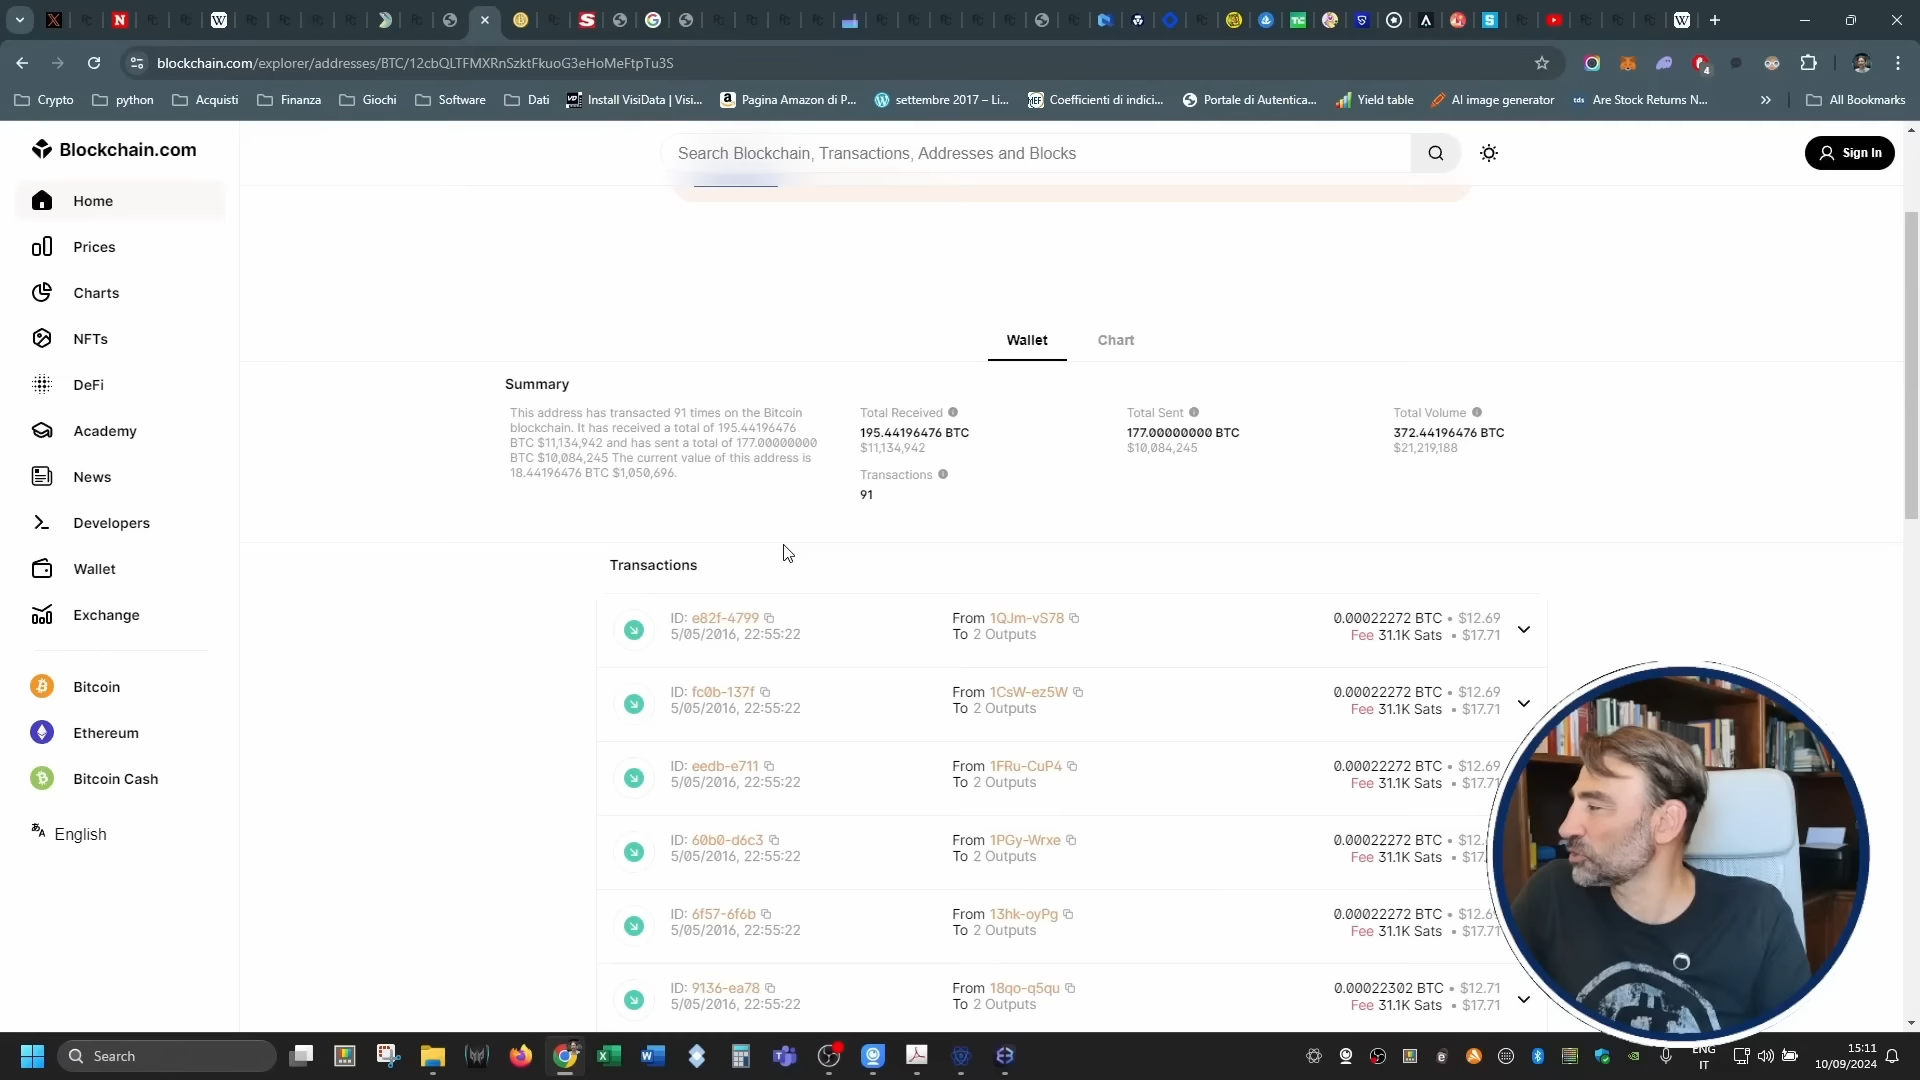 blockchain.com/explorer/addresses/BTC/12cbQLTFMXRnSzktFkuoG3eHoMeFtpTu3S
4
Crypto
python
Acquisti
Finanza
Giochi
Software
Dati
Install VisiData | Visi...
Pagina Amazon di P...
settembre 2017 – Li...
Coefficienti di indici...
Portale di Autentica...
Yield table
AI image generator
Are Stock Returns N...
All Bookmarks
Blockchain.com
Search Blockchain, Transactions, Addresses and Blocks
Sign In
Home
Prices
Charts
NFTs
DeFi
Academy
News
Developers
Wallet
Exchange
Bitcoin
Ethereum
Bitcoin Cash
English
Wallet
Chart
Summary
This address has transacted 91 times on the Bitcoin
blockchain. It has received a total of 195.44196476
BTC $11,134,942 and has sent a total of 177.00000000
BTC $10,084,245 The current value of this address is
18.44196476 BTC $1,050,696.
Total Received
195.44196476 BTC
$11,134,942
Total Sent
177.00000000 BTC
$10,084,245
Total Volume
372.44196476 BTC
$21,219,188
Transactions
91
Transactions
ID: e82f-4799
5/05/2016, 22:55:22
From 1QJm-vS78
To 2 Outputs
0.00022272 BTC • $12.69
Fee 31.1K Sats • $17.71
ID: fc0b-137f
5/05/2016, 22:55:22
From 1CsW-ez5W
To 2 Outputs
0.00022272 BTC • $12.69
Fee 31.1K Sats • $17.71
ID: eedb-e711
5/05/2016, 22:55:22
From 1FRu-CuP4
To 2 Outputs
0.00022272 BTC • $12.69
Fee 31.1K Sats • $17.71
ID: 60b0-d6c3
5/05/2016, 22:55:22
From 1PGy-Wrxe
To 2 Outputs
0.00022272 BTC • $12.
Fee 31.1K Sats • $17.
ID: 6f57-6f6b
5/05/2016, 22:55:22
From 13hk-oyPg
To 2 Outputs
0.00022272 BTC • $12.6
Fee 31.1K Sats • $17.71
ID: 9136-ea78
5/05/2016, 22:55:22
From 18qo-q5qu
To 2 Outputs
0.00022302 BTC • $12.71
Fee 31.1K Sats • $17.71
Search
ENG
IT
15:11
10/09/2024